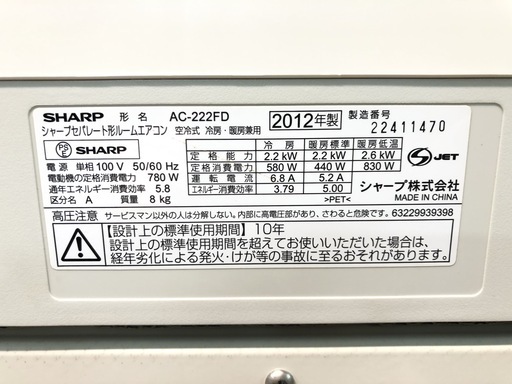 SHARP 形名 AC-222FD 2012年製 製造番号
シャープセパレート形ルームエアコン 空冷式 冷房・暖房兼用 22411470
PS E SHARP
電源 単相100V 50/60 Hz
電動機の定格消費電力 780 W
通年エネルギー消費効率 5.8
区分名 A 質量 8 kg
冷房 暖房標準 暖房低温
定格能力 2.2 kW 2.2 kW 2.6 kW
定格消費電力 580 W 440 W 830 W
運転電流 6.8 A 5.2 A
エネルギー消費効率 3.79 5.00
>PET<
S JET
シャープ株式会社
MADE IN CHINA
高圧注意 サービスマン以外の人は分解しない。内部に高電圧部があり、さわると危険です。 63229939398
【設計上の標準使用期間】10年
設計上の標準使用期間を超えてお使いいただいた場合は、
経年劣化による発火・けが等の事故に至るおそれがあります。